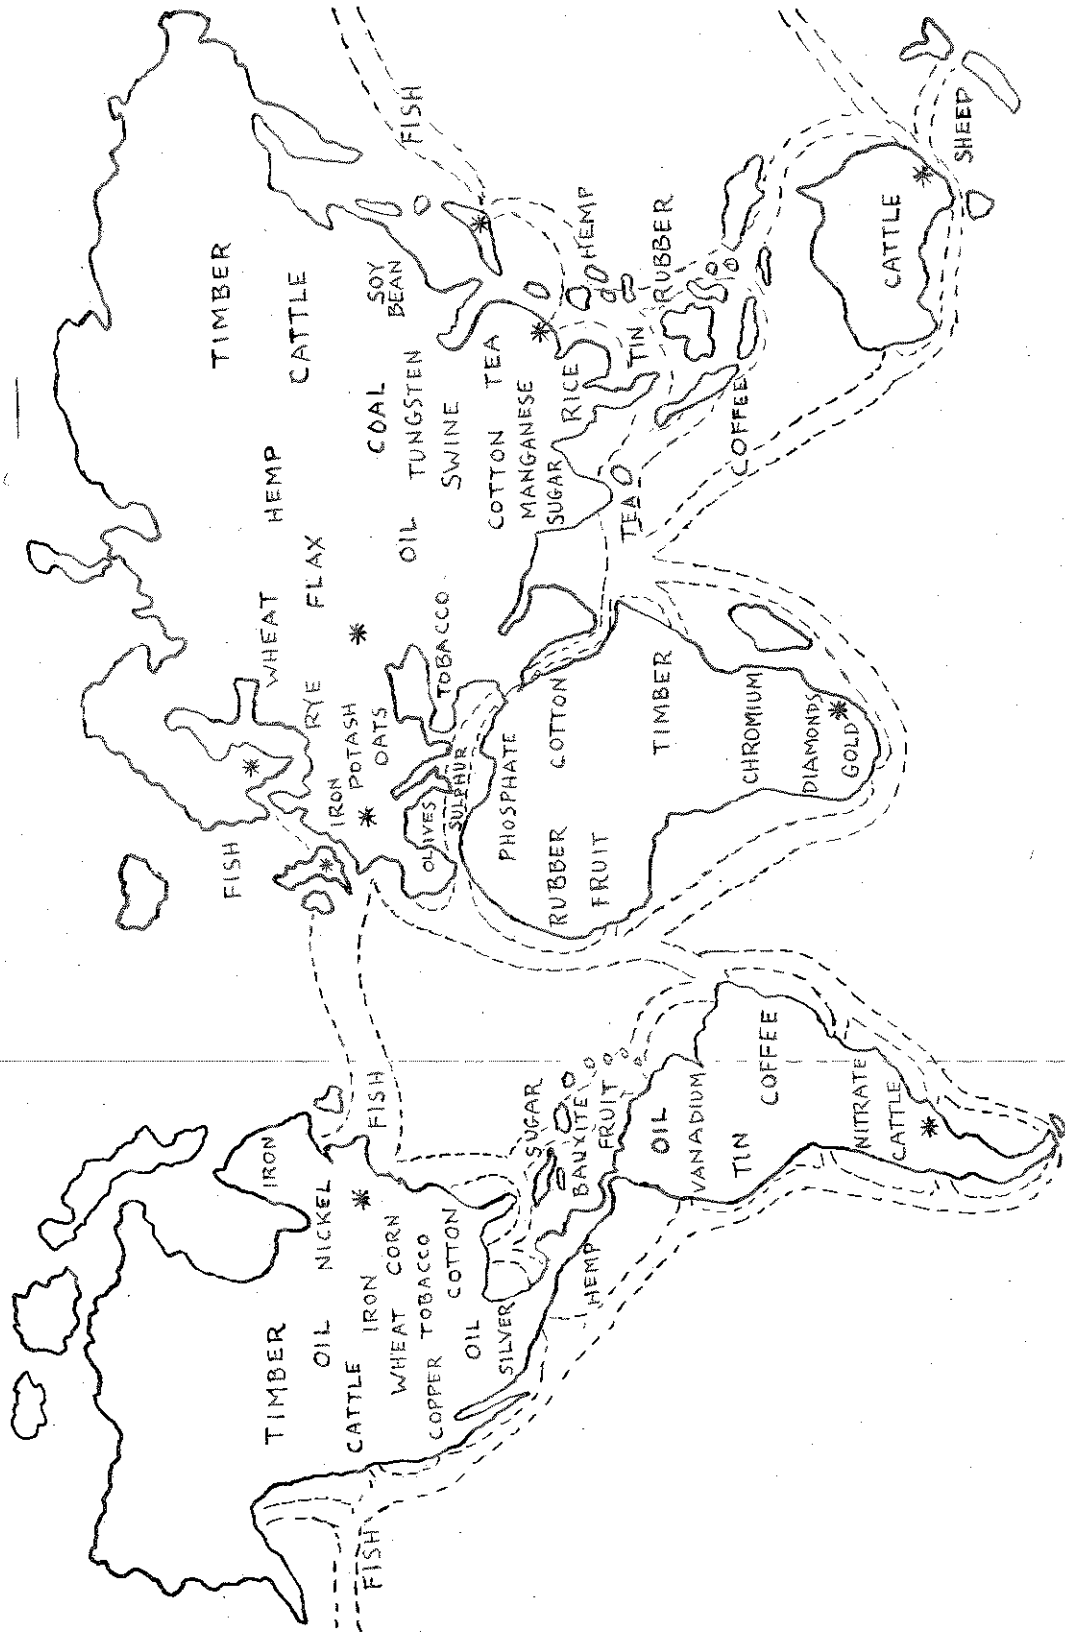 TIMBER
OIL
NICKEL
IRON
CATTLE
IRON
WHEAT
CORN
COPPER
TOBACCO
COTTON
OIL
SILVER
FISH
FISH
HEMP
SUGAR
BAUXITE
FRUIT
OIL
VANADIUM
TIN
COFFEE
NITRATE
CATTLE
FISH
IRON
POTASH
OATS
RYE
FLAX
WHEAT
HEMP
TIMBER
CATTLE
OLIVES
SULPHUR
TOBACCO
OIL
COAL
SOY
BEAN
TUNGSTEN
SWINE
COTTON
TEA
MANGANESE
SUGAR
RICE
FISH
PHOSPHATE
RUBBER
COTTON
FRUIT
TIMBER
CHROMIUM
DIAMONDS
GOLD
TEA
TIN
HEMP
RUBBER
COFFEE
CATTLE
SHEEP